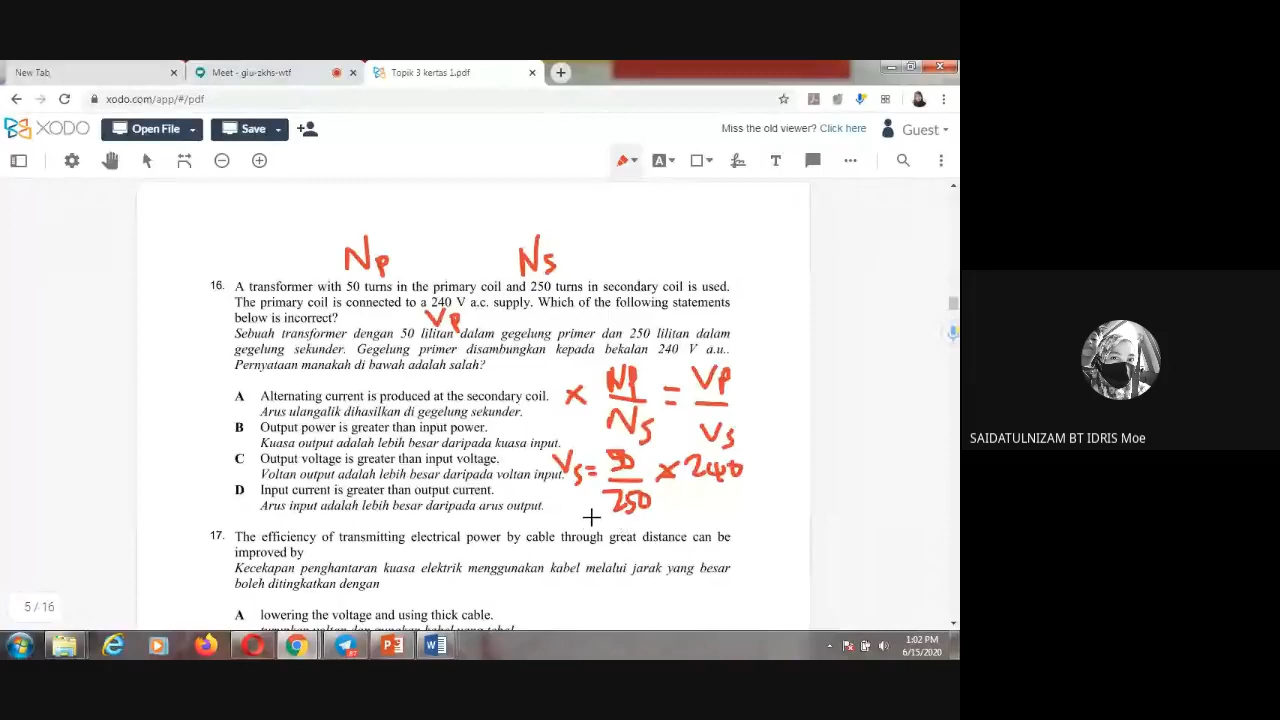 New Tab
Meet - giu-zkhs-wtf
Topik 3 kertas 1.pdf
xodo.com/app/#/pdf
XODO
Open File
Save
Miss the old viewer? Click here
Guest
Np
Ns
16. A transformer with 50 turns in the primary coil and 250 turns in secondary coil is used.
The primary coil is connected to a 240 V a.c. supply. Which of the following statements
below is incorrect?
Vp
Sebuah transformer dengan 50 lilitan dalam gegelung primer dan 250 lilitan dalam
gegelung sekunder. Gegelung primer disambungkan kepada bekalan 240 V a.u..
Pernyataan manakah di bawah adalah salah?
A Alternating current is produced at the secondary coil.
Arus ulangalik dihasilkan di gegelung sekunder.
B Output power is greater than input power.
Kuasa output adalah lebih besar daripada kuasa input.
C Output voltage is greater than input voltage.
Voltan output adalah lebih besar daripada voltan input.
D Input current is greater than output current.
Arus input adalah lebih besar daripada arus output.
× Np/Ns = Vp/Vs
Vs = 50/250 × 240
17. The efficiency of transmitting electrical power by cable through great distance can be
improved by
Kecekapan penghantaran kuasa elektrik menggunakan kabel melalui jarak yang besar
boleh ditingkatkan dengan
A lowering the voltage and using thick cable.
5 / 16
1:02 PM
6/15/2020
SAIDATULNIZAM BT IDRIS Moe